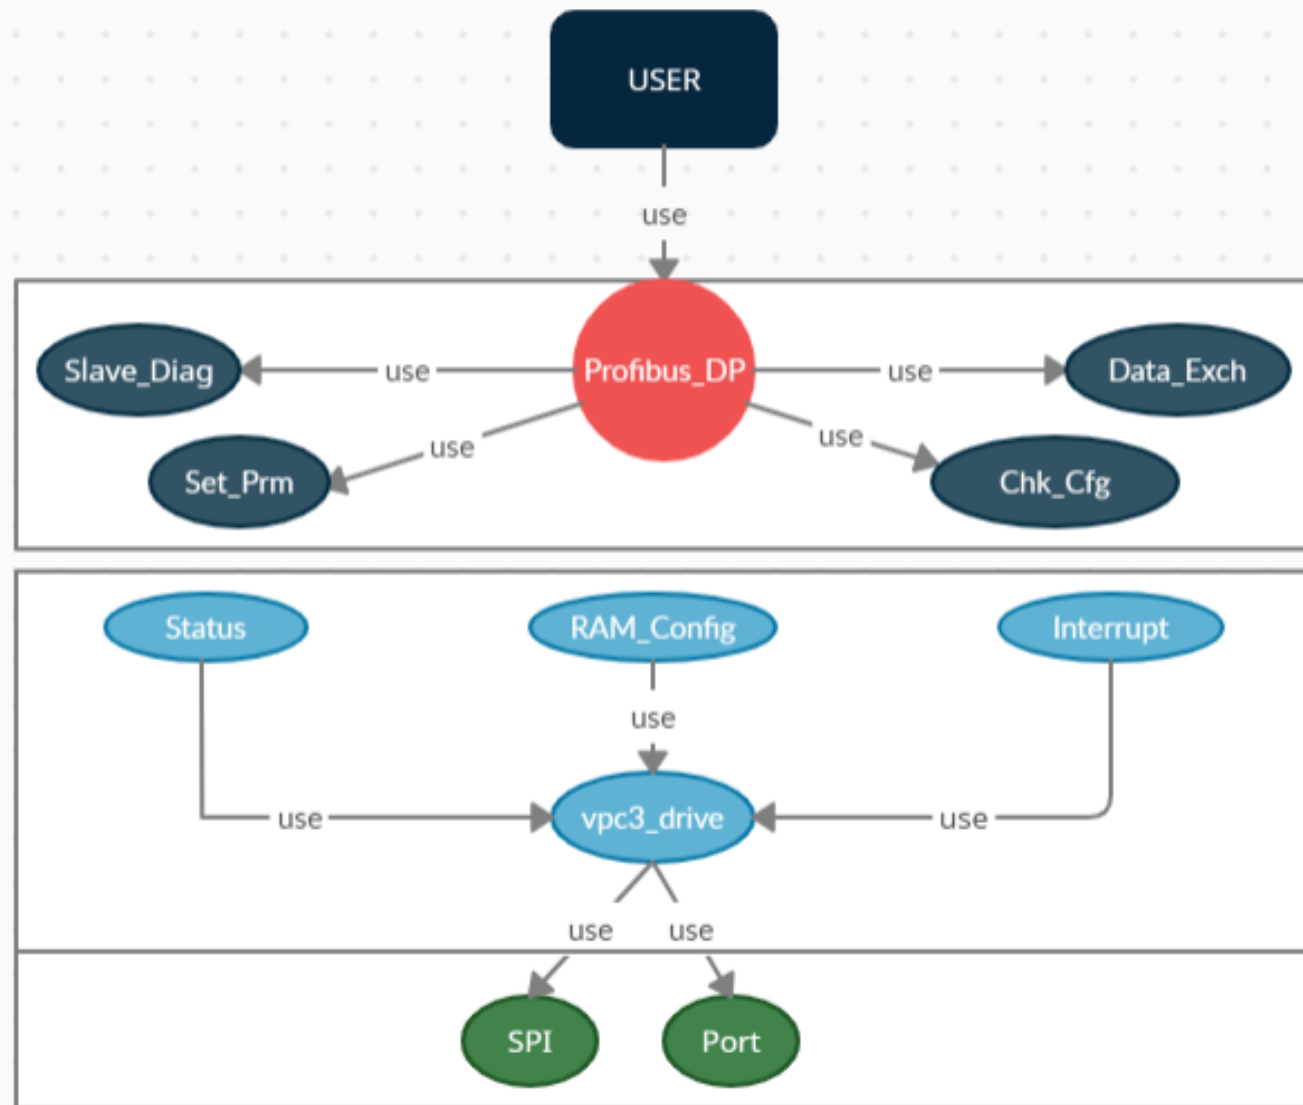 USER
use
Slave_Diag
use
Profibus_DP
use
Data_Exch
use
use
Set_Prm
Chk_Cfg
Status
RAM_Config
Interrupt
use
use
vpc3_drive
use
use
use
SPI
Port